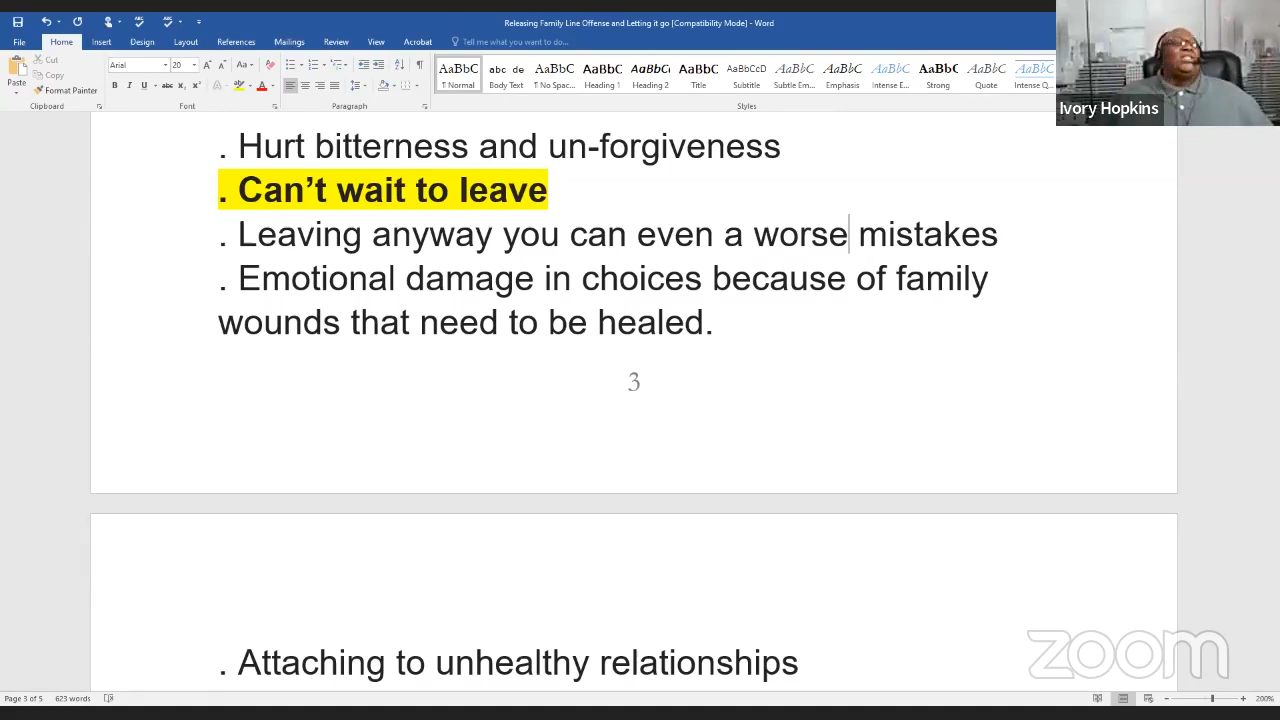 Releasing Family Line Offense and Letting it go [Compatibility Mode] - Word
File Home Insert Design Layout References Mailings Review View Acrobat Tell me what you want to do...
Paste
Cut
Copy
Format Painter
Clipboard
Arial 20
Font
Paragraph
AaBbC AaBbC AaBbC AaBbCcD AaBbC AaBbC AaBbC AaBbC AaBbC
¶ Normal Body Text ¶ No Spac... Heading 1 Heading 2 Title Subtitle Subtle Em... Emphasis Intense E... Strong Quote Intense Q...
Styles
Ivory Hopkins
. Hurt bitterness and un-forgiveness
. Can’t wait to leave
. Leaving anyway you can even a worse mistakes
. Emotional damage in choices because of family
wounds that need to be healed.
3
. Attaching to unhealthy relationships
zoom
Page 3 of 5 623 words
200%